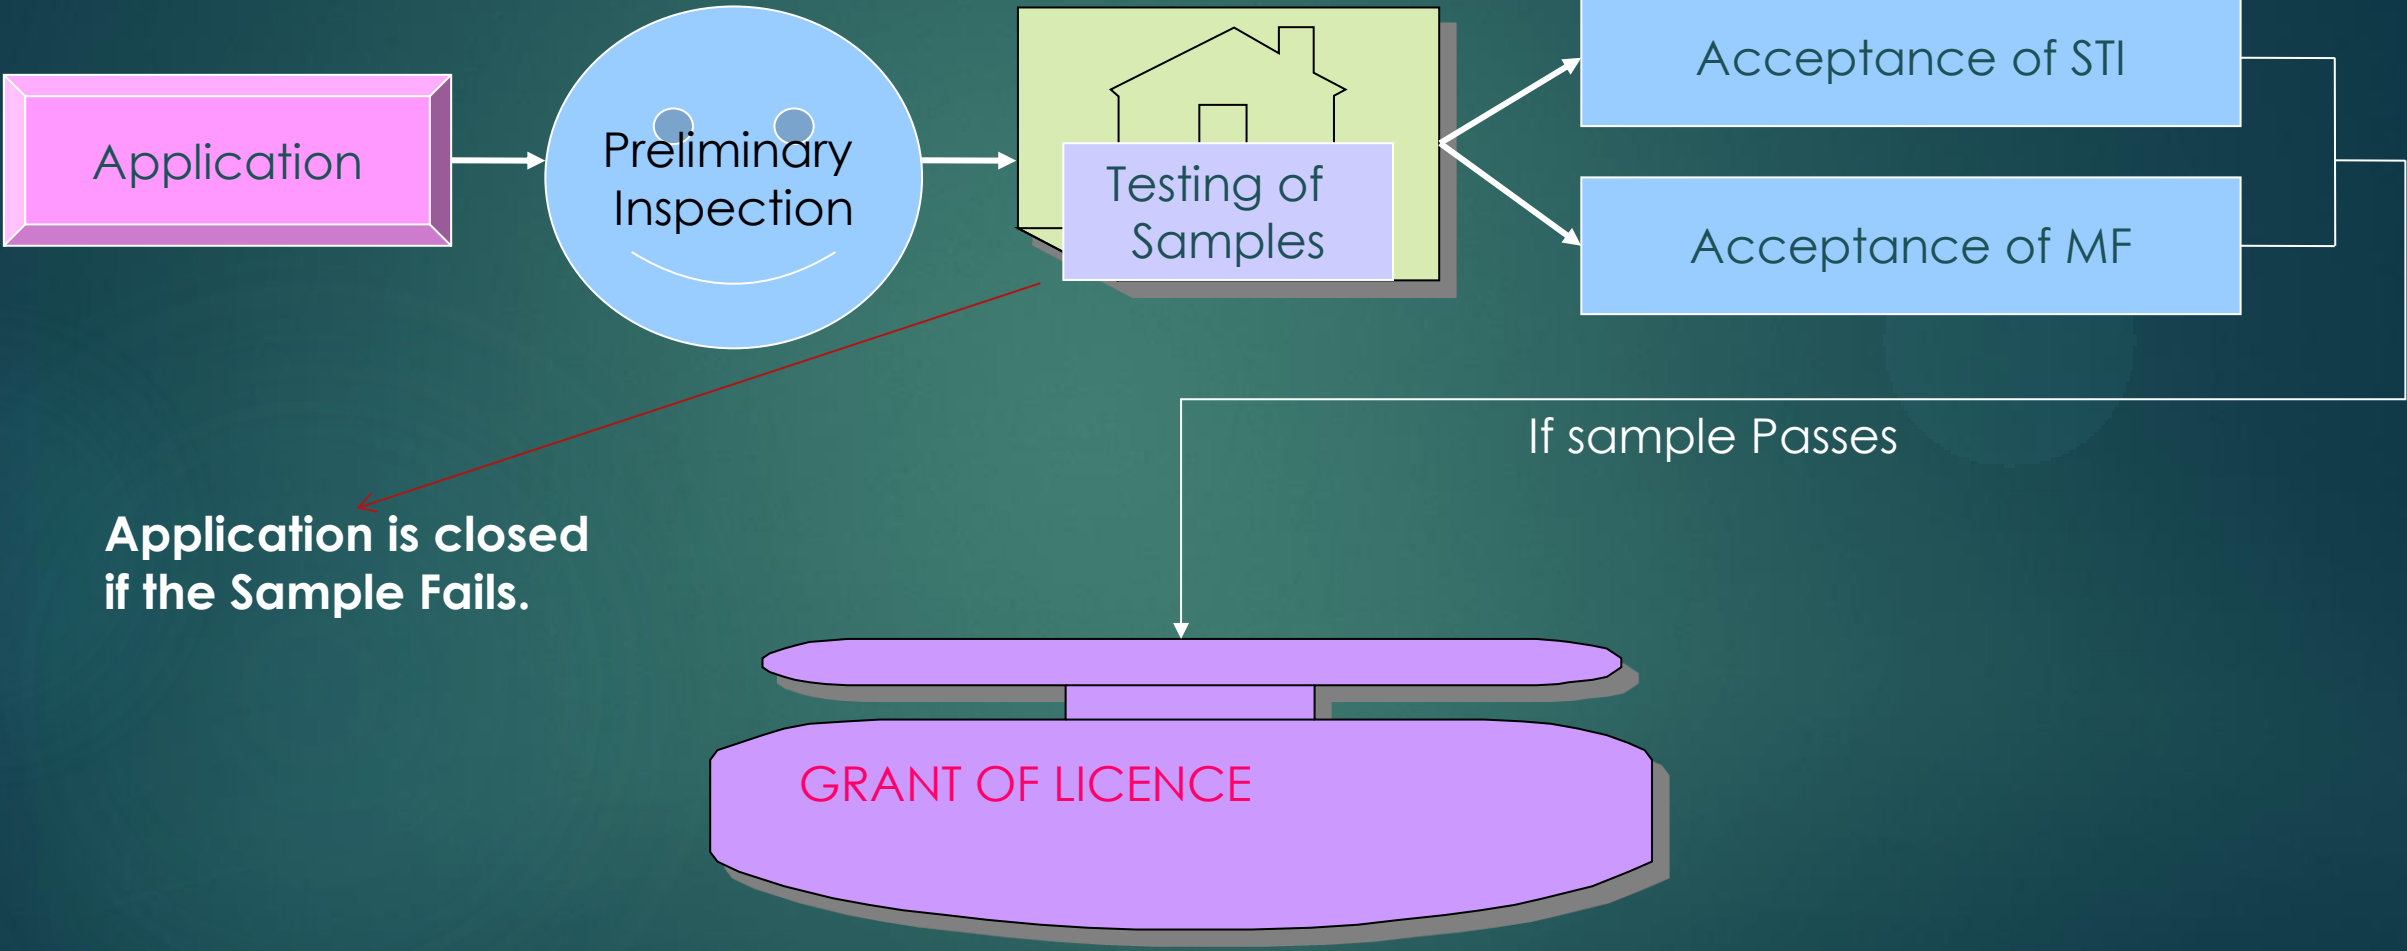 Application
Preliminary
Inspection
Testing of
Samples
Acceptance of STI
Acceptance of MF
If sample Passes
Application is closed
if the Sample Fails.
GRANT OF LICENCE